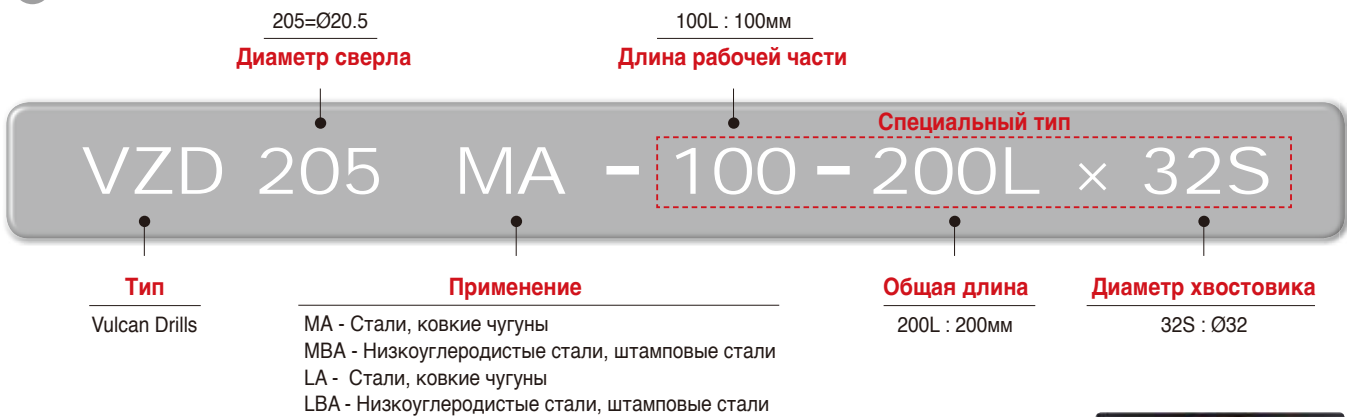 205=Ø20.5
Диаметр сверла
100L : 100мм
Длина рабочей части
Специальный тип
VZD 205 MA - 100 - 200L × 32S
Тип
Vulcan Drills
Применение
MA - Стали, ковкие чугуны
MBA - Низкоуглеродистые стали, штамповые стали
LA - Стали, ковкие чугуны
LBA - Низкоуглеродистые стали, штамповые стали
Общая длина
200L : 200мм
Диаметр хвостовика
32S : Ø32